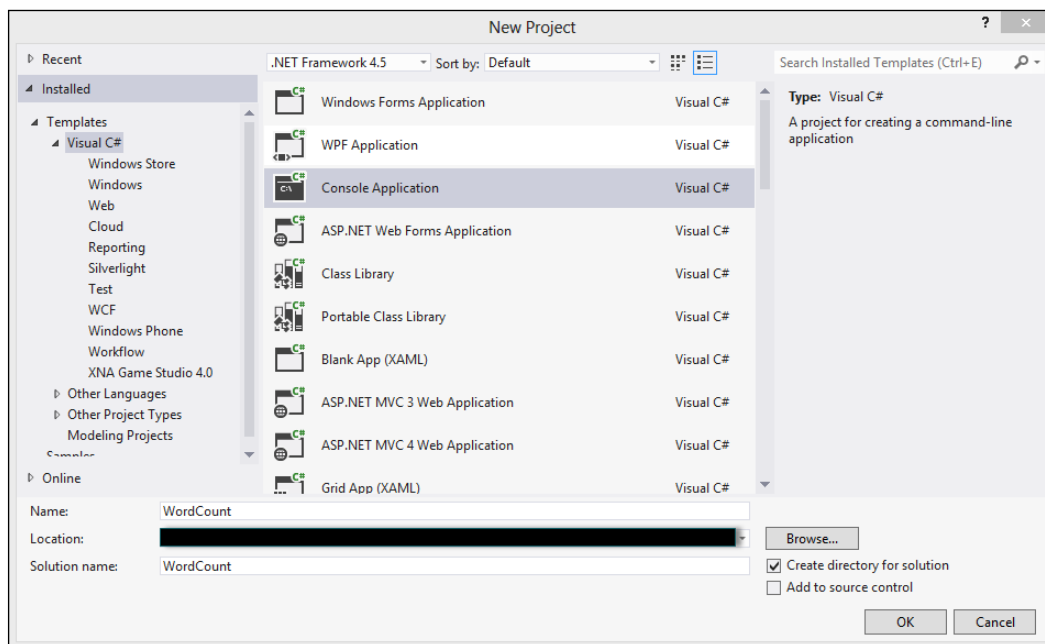 New Project
?
Recent
.NET Framework 4.5
Sort by: Default
Search Installed Templates (Ctrl+E)
Installed
Templates
Visual C#
Windows Store
Windows
Web
Cloud
Reporting
Silverlight
Test
WCF
Windows Phone
Workflow
XNA Game Studio 4.0
Other Languages
Other Project Types
Modeling Projects
Samples
Online
Windows Forms Application Visual C#
WPF Application Visual C#
Console Application Visual C#
ASP.NET Web Forms Application Visual C#
Class Library Visual C#
Portable Class Library Visual C#
Blank App (XAML) Visual C#
ASP.NET MVC 3 Web Application Visual C#
ASP.NET MVC 4 Web Application Visual C#
Grid App (XAML) Visual C#
Type: Visual C#
A project for creating a command-line
application
Name: WordCount
Location: Browse...
Solution name: WordCount
Create directory for solution
Add to source control
OK Cancel